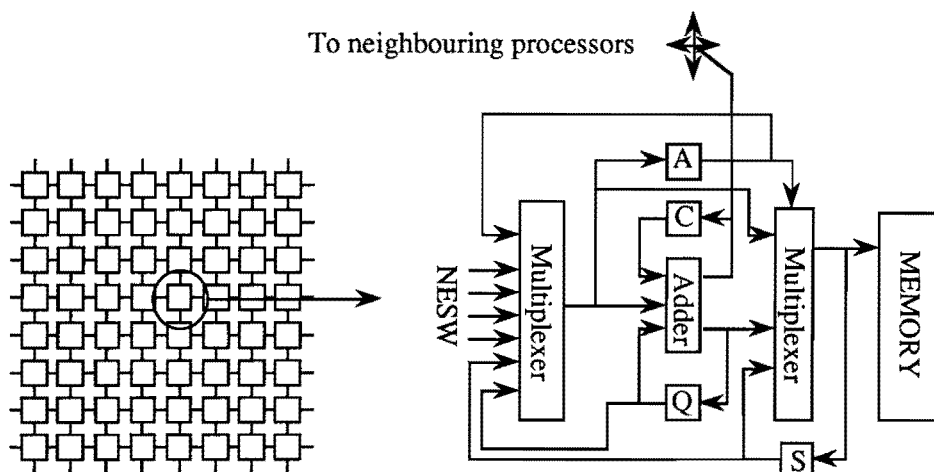 To neighbouring processors
A
C
NESW
Multiplexer
Adder
Multiplexer
MEMORY
Q
S